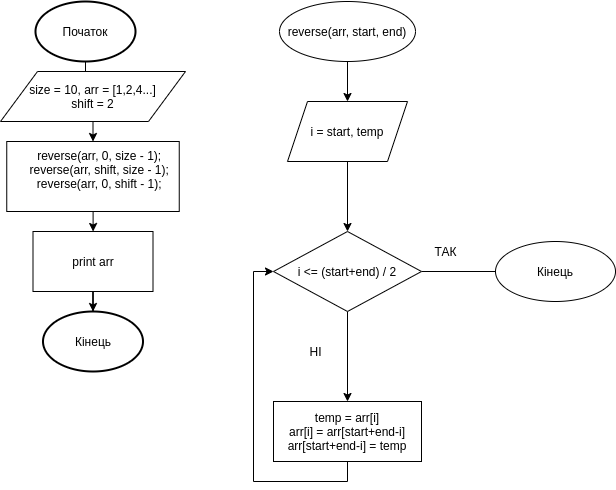 Початок
size = 10, arr = [1,2,4...]
shift = 2
reverse(arr, 0, size - 1);
reverse(arr, shift, size - 1);
reverse(arr, 0, shift - 1);
print arr
Кінець
reverse(arr, start, end)
i = start, temp
i <= (start+end) / 2
ТАК
Кінець
НІ
temp = arr[i]
arr[i] = arr[start+end-i]
arr[start+end-i] = temp